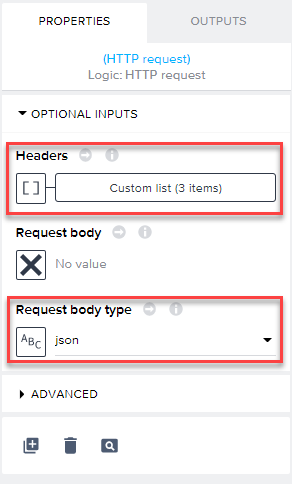 PROPERTIES
OUTPUTS
(HTTP request)
Logic: HTTP request
OPTIONAL INPUTS
Headers
Custom list (3 items)
Request body
No value
Request body type
ABC
json
ADVANCED